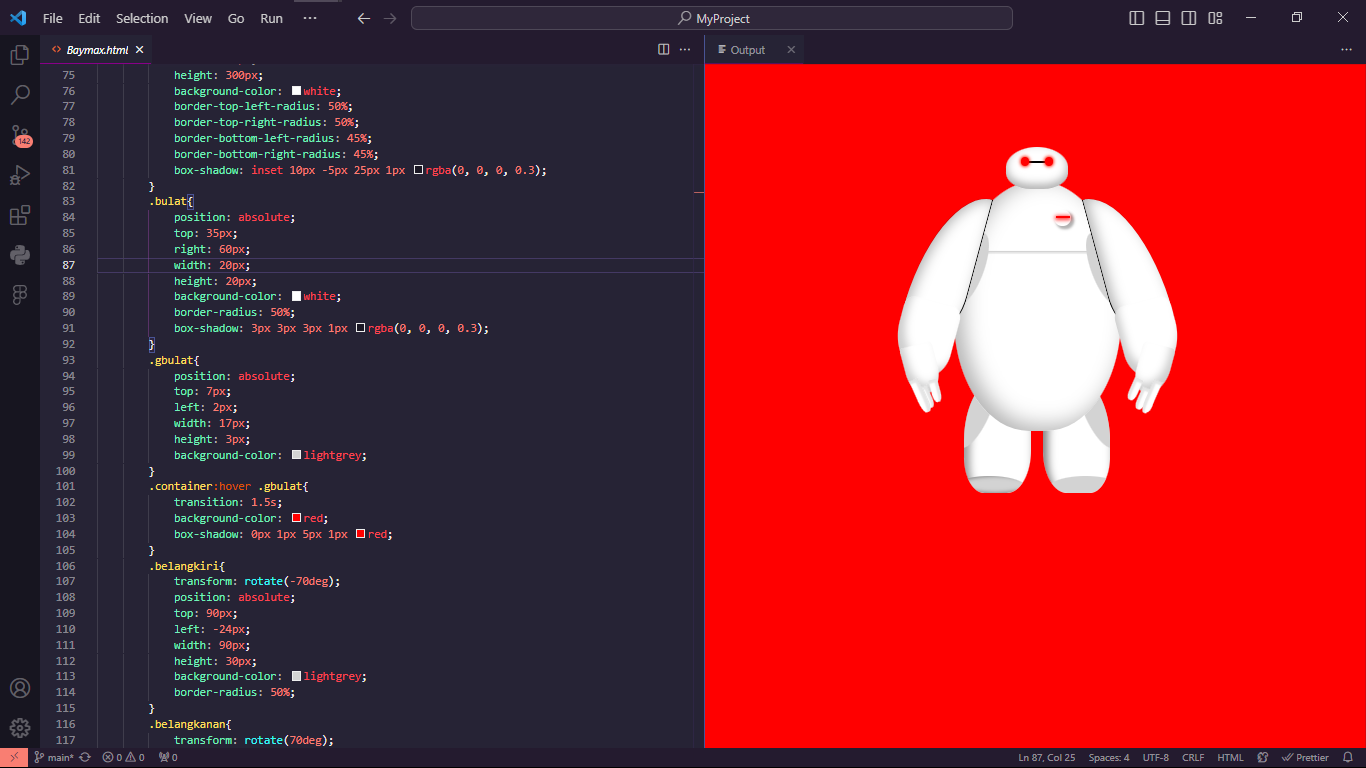 File Edit Selection View Go Run ··· MyProject
Baymax.html Output
75 height: 300px;
76 background-color: white;
77 border-top-left-radius: 50%;
78 border-top-right-radius: 50%;
79 border-bottom-left-radius: 45%;
80 border-bottom-right-radius: 45%;
81 box-shadow: inset 10px -5px 25px 1px rgba(0, 0, 0, 0.3);
82 }
83 .bulat{
84 position: absolute;
85 top: 35px;
86 right: 60px;
87 width: 20px;
88 height: 20px;
89 background-color: white;
90 border-radius: 50%;
91 box-shadow: 3px 3px 3px 1px rgba(0, 0, 0, 0.3);
92 }
93 .gbulat{
94 position: absolute;
95 top: 7px;
96 left: 2px;
97 width: 17px;
98 height: 3px;
99 background-color: lightgrey;
100 }
101 .container:hover .gbulat{
102 transition: 1.5s;
103 background-color: red;
104 box-shadow: 0px 1px 5px 1px red;
105 }
106 .belangkiri{
107 transform: rotate(-70deg);
108 position: absolute;
109 top: 90px;
110 left: -24px;
111 width: 90px;
112 height: 30px;
113 background-color: lightgrey;
114 border-radius: 50%;
115 }
116 .belangkanan{
117 transform: rotate(70deg);
142
main* 0 0 0 Ln 87, Col 25 Spaces: 4 UTF-8 CRLF HTML Prettier